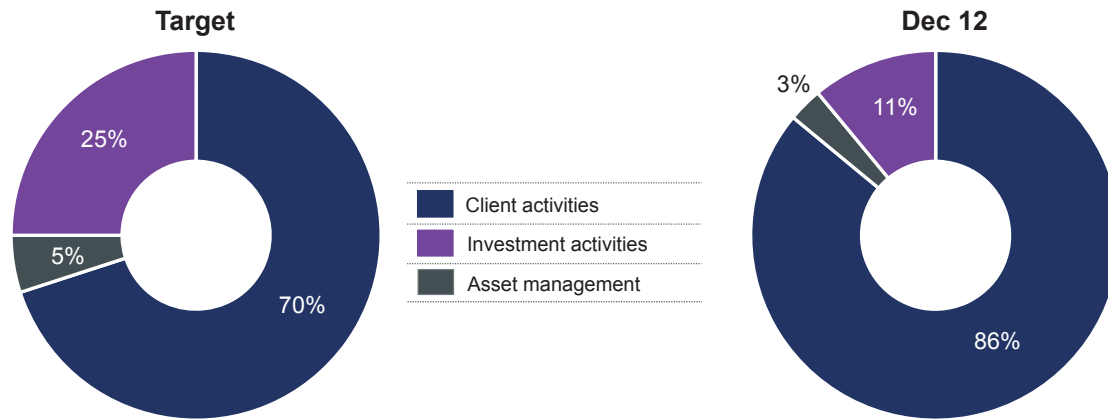 Target
25%
5%
70%
Client activities
Investment activities
Asset management
Dec 12
3%
11%
86%